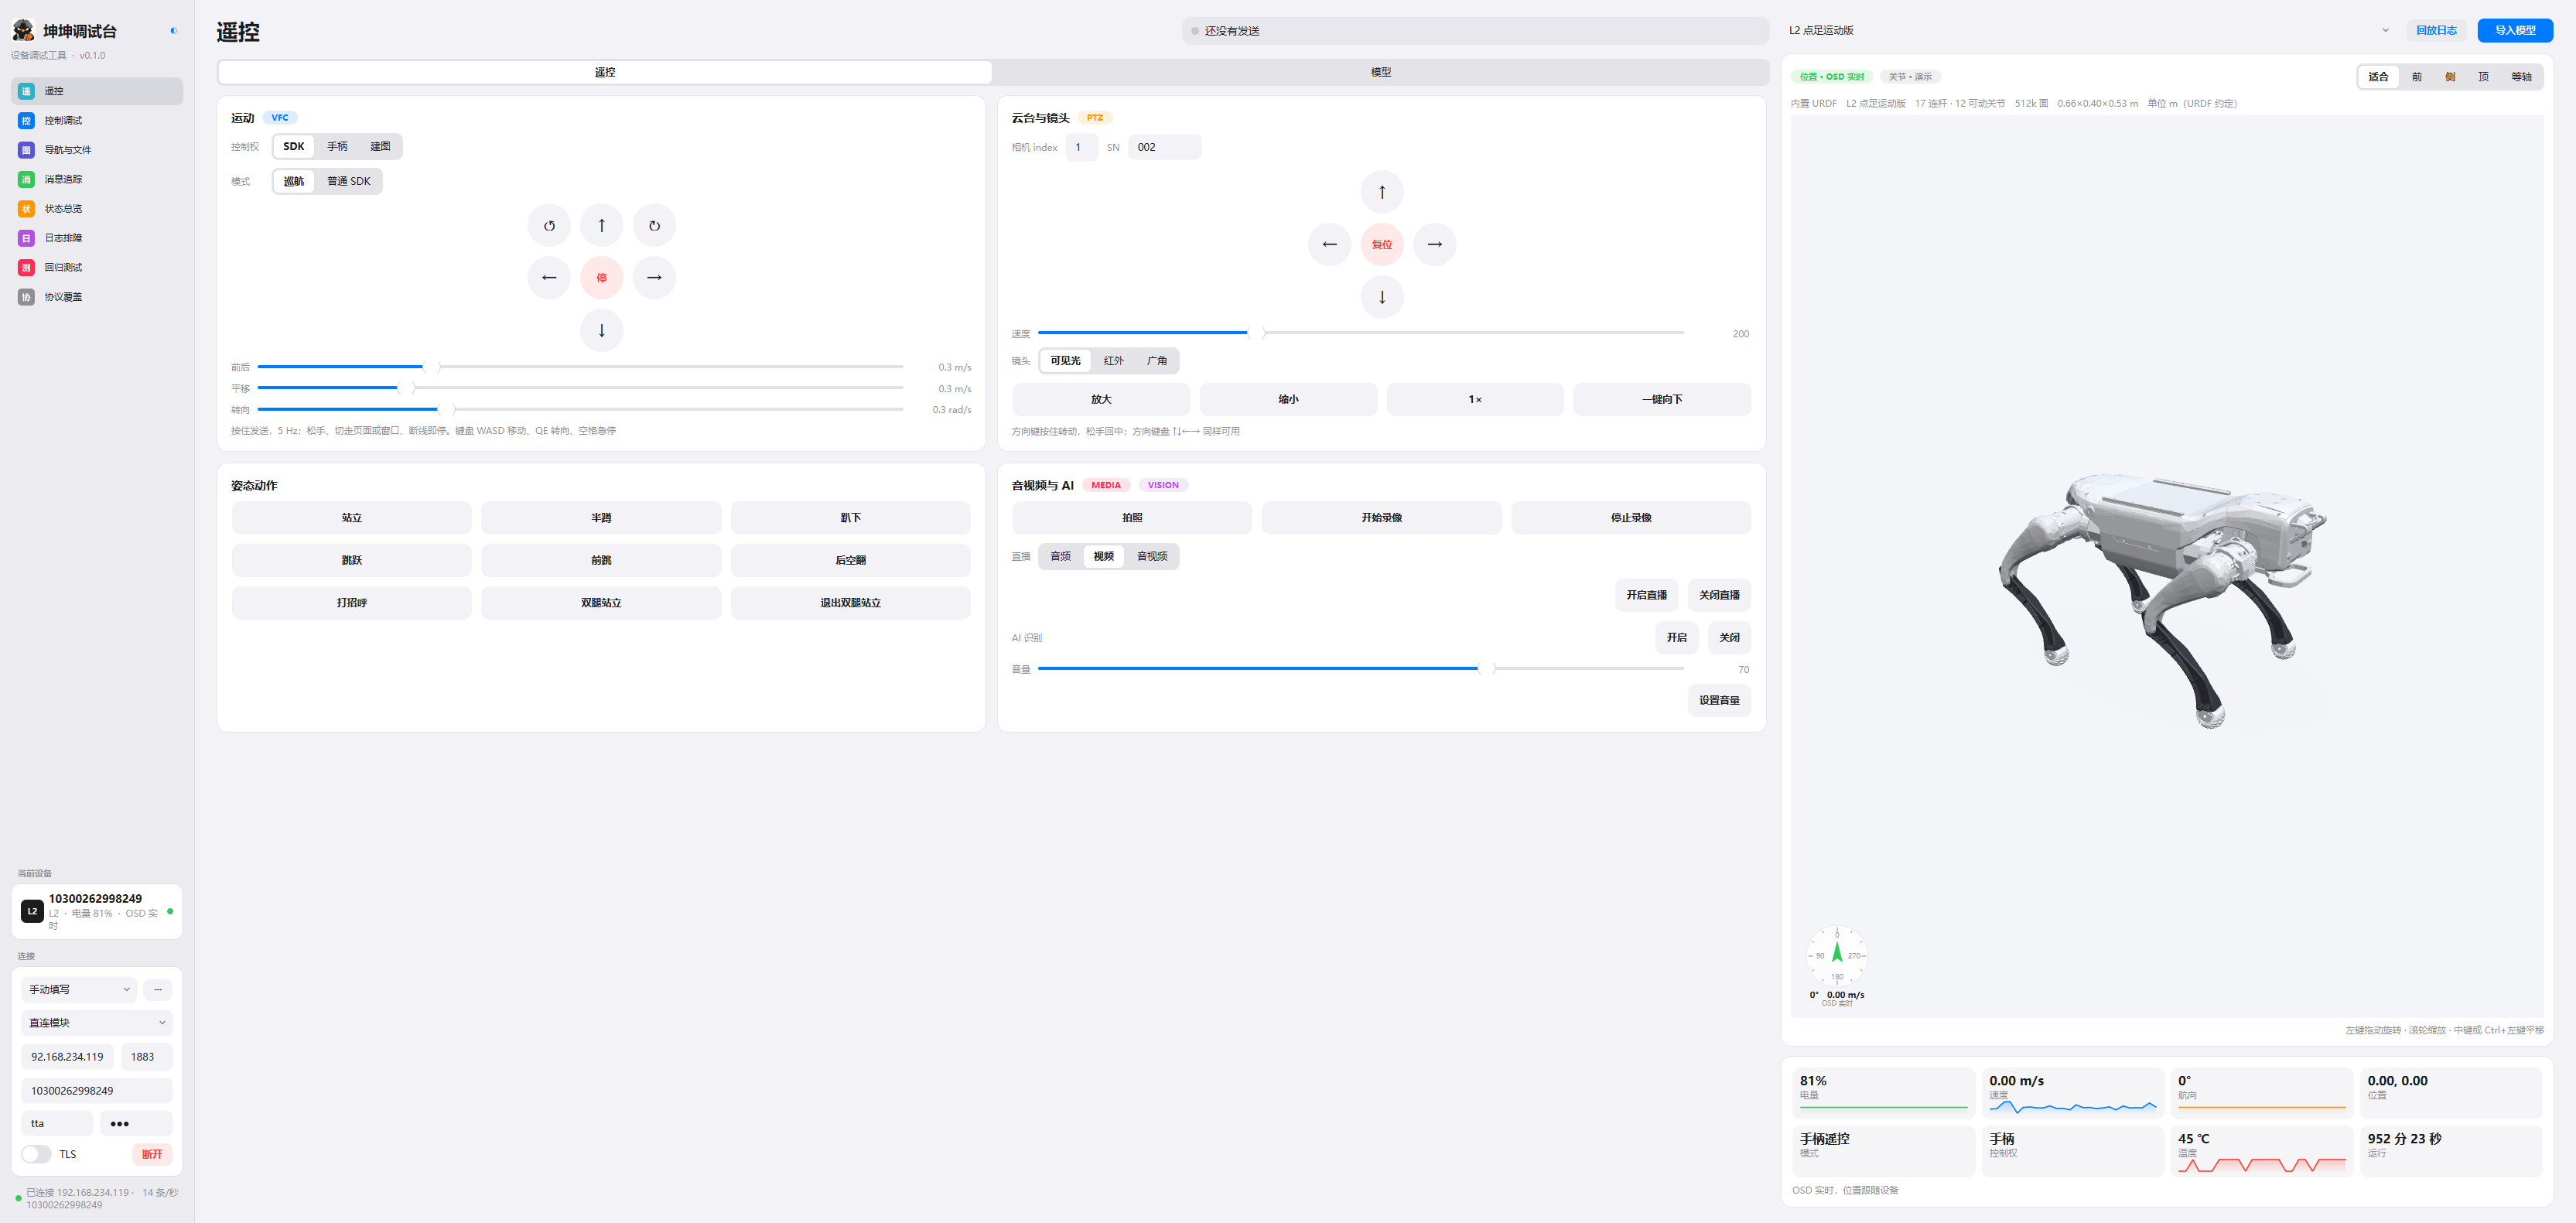 坤坤调试台
设备调试工具 · v0.1.0
遥 遥控
控 控制调试
图 导航与文件
消 消息追踪
状 状态总览
日 日志排障
测 回归测试
协 协议覆盖
当前设备
L2
10300262998249
L2 · 电量 81% · OSD 实
时
连接
手动填写
直连模块
92.168.234.119 1883
10300262998249
tta ●●●
TLS 断开
已连接 192.168.234.119 · 14 条/秒
10300262998249
遥控
还没有发送
遥控 模型
运动 VFC
控制权 SDK 手柄 建图
模式 巡航 普通 SDK
↺ ↑ ↻
← 停 →
↓
前后 0.3 m/s
平移 0.3 m/s
转向 0.3 rad/s
按住发送，5 Hz；松手、切走页面或窗口、断线即停。键盘 WASD 移动、QE 转向、空格急停
云台与镜头 PTZ
相机 index 1 SN 002
↑
← 复位 →
↓
速度 200
镜头 可见光 红外 广角
放大 缩小 1× 一键向下
方向键按住转动，松手回中；方向键盘 ↑↓←→ 同样可用
姿态动作
站立 半蹲 趴下
跳跃 前跳 后空翻
打招呼 双腿站立 退出双腿站立
音视频与 AI MEDIA VISION
拍照 开始录像 停止录像
直播 音频 视频 音视频
开启直播 关闭直播
AI 识别 开启 关闭
音量 70
设置音量
L2 点足运动版 回放日志 导入模型
位置 • OSD 实时 关节 • 演示 适合 前 侧 顶 等轴
内置 URDF L2 点足运动版 17 连杆 · 12 可动关节 512k 面 0.66×0.40×0.53 m 单位 m（URDF 约定）
0
90 270
180
0° 0.00 m/s
OSD 实时
左键拖动旋转 · 滚轮缩放 · 中键或 Ctrl+左键平移
81% 0.00 m/s 0° 0.00, 0.00
电量 速度 航向 位置
手柄遥控 手柄 45 ℃ 952 分 23 秒
模式 控制权 温度 运行
OSD 实时，位置跟随设备